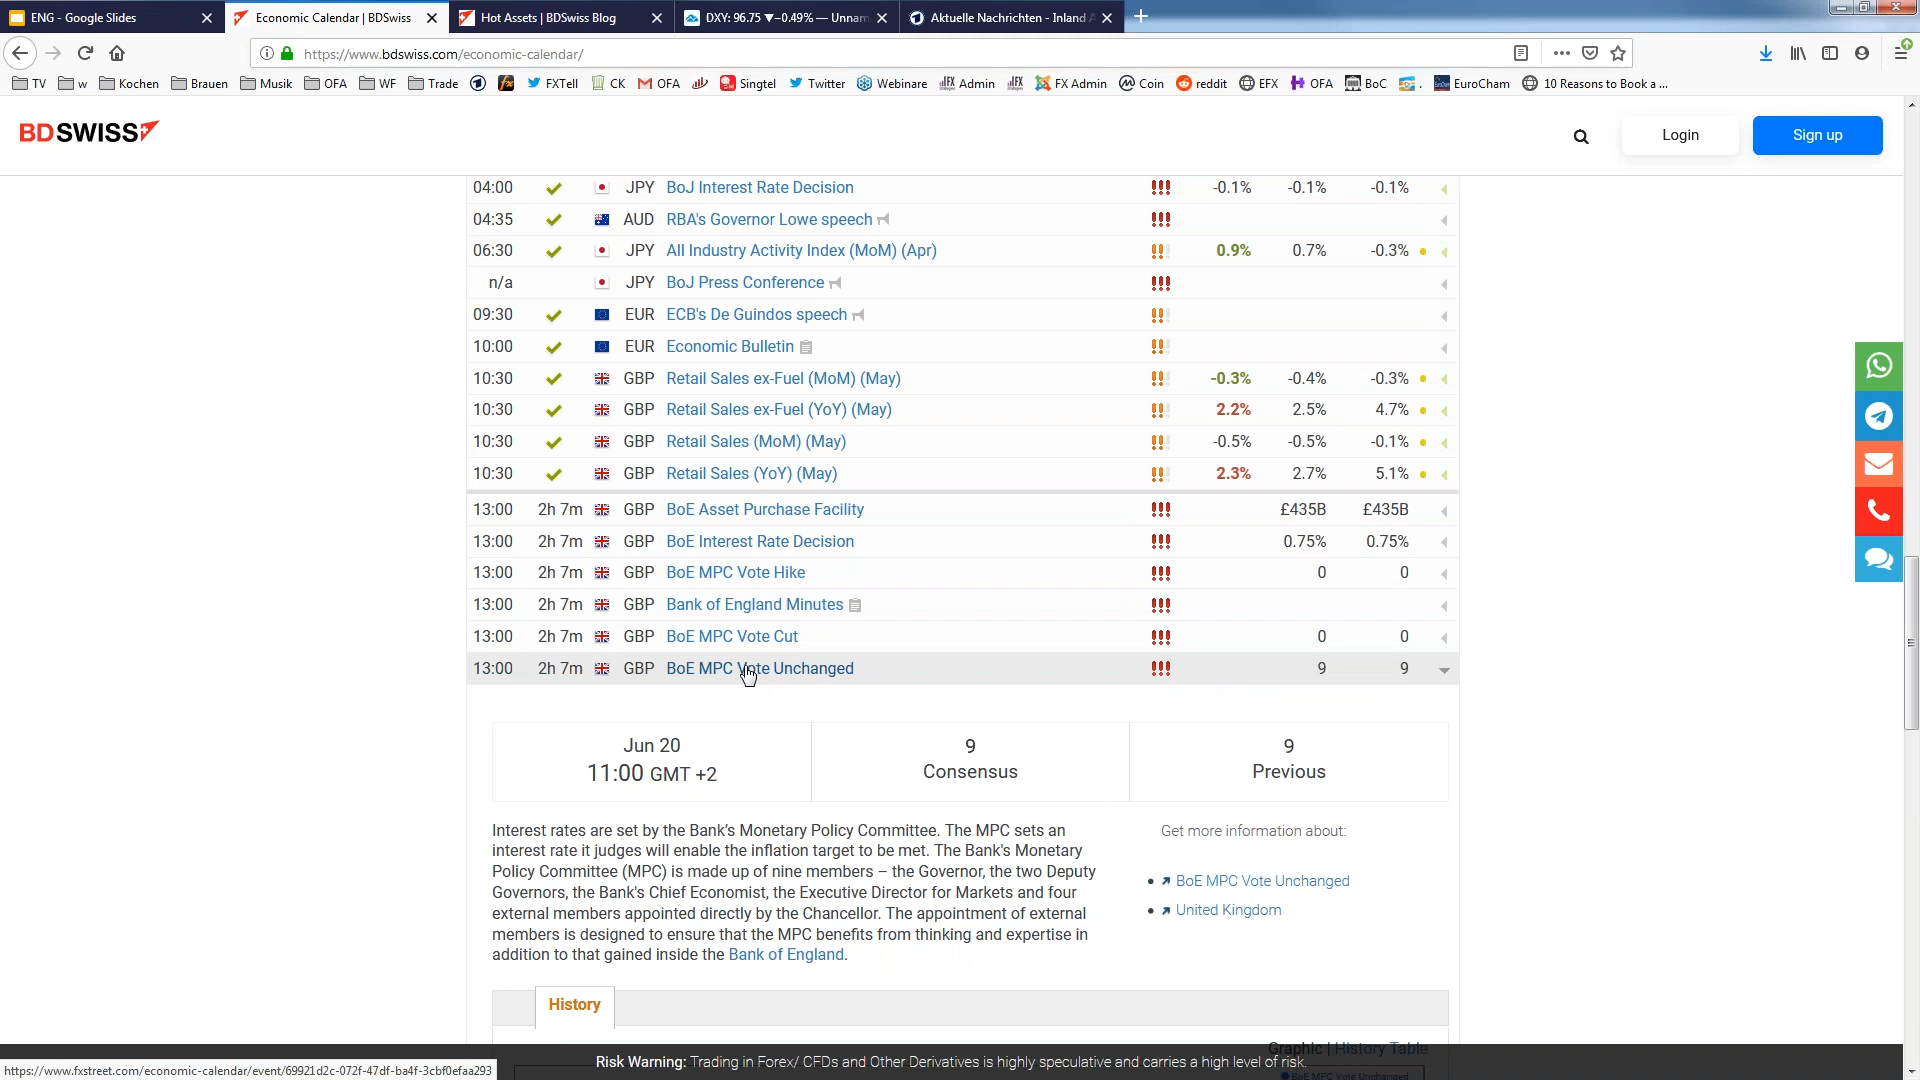 ENG - Google Slides
Economic Calendar | BDSwiss
Hot Assets | BDSwiss Blog
DXY: 96.75 ▼−0.49% — Unnam
Aktuelle Nachrichten - Inland A
https://www.bdswiss.com/economic-calendar/
TV w Kochen Brauen Musik OFA WF Trade FXTell CK OFA Singtel Twitter Webinare Admin FX Admin Coin reddit EFX OFA BoC . EuroCham 10 Reasons to Book a ...
BDSWISS
Login
Sign up
04:00 JPY BoJ Interest Rate Decision -0.1% -0.1% -0.1%
04:35 AUD RBA's Governor Lowe speech
06:30 JPY All Industry Activity Index (MoM) (Apr) 0.9% 0.7% -0.3%
n/a JPY BoJ Press Conference
09:30 EUR ECB's De Guindos speech
10:00 EUR Economic Bulletin
10:30 GBP Retail Sales ex-Fuel (MoM) (May) -0.3% -0.4% -0.3%
10:30 GBP Retail Sales ex-Fuel (YoY) (May) 2.2% 2.5% 4.7%
10:30 GBP Retail Sales (MoM) (May) -0.5% -0.5% -0.1%
10:30 GBP Retail Sales (YoY) (May) 2.3% 2.7% 5.1%
13:00 2h 7m GBP BoE Asset Purchase Facility £435B £435B
13:00 2h 7m GBP BoE Interest Rate Decision 0.75% 0.75%
13:00 2h 7m GBP BoE MPC Vote Hike 0 0
13:00 2h 7m GBP Bank of England Minutes
13:00 2h 7m GBP BoE MPC Vote Cut 0 0
13:00 2h 7m GBP BoE MPC Vote Unchanged 9 9
Jun 20
11:00 GMT +2
9
Consensus
9
Previous
Interest rates are set by the Bank’s Monetary Policy Committee. The MPC sets an
interest rate it judges will enable the inflation target to be met. The Bank's Monetary
Policy Committee (MPC) is made up of nine members – the Governor, the two Deputy
Governors, the Bank's Chief Economist, the Executive Director for Markets and four
external members appointed directly by the Chancellor. The appointment of external
members is designed to ensure that the MPC benefits from thinking and expertise in
addition to that gained inside the Bank of England.
Get more information about:
BoE MPC Vote Unchanged
United Kingdom
History
Graphic | History Table
Risk Warning: Trading in Forex/ CFDs and Other Derivatives is highly speculative and carries a high level of risk.
https://www.fxstreet.com/economic-calendar/event/69921d2c-072f-47df-ba4f-3cbf0efaa293
BoE MPC Vote Unchanged